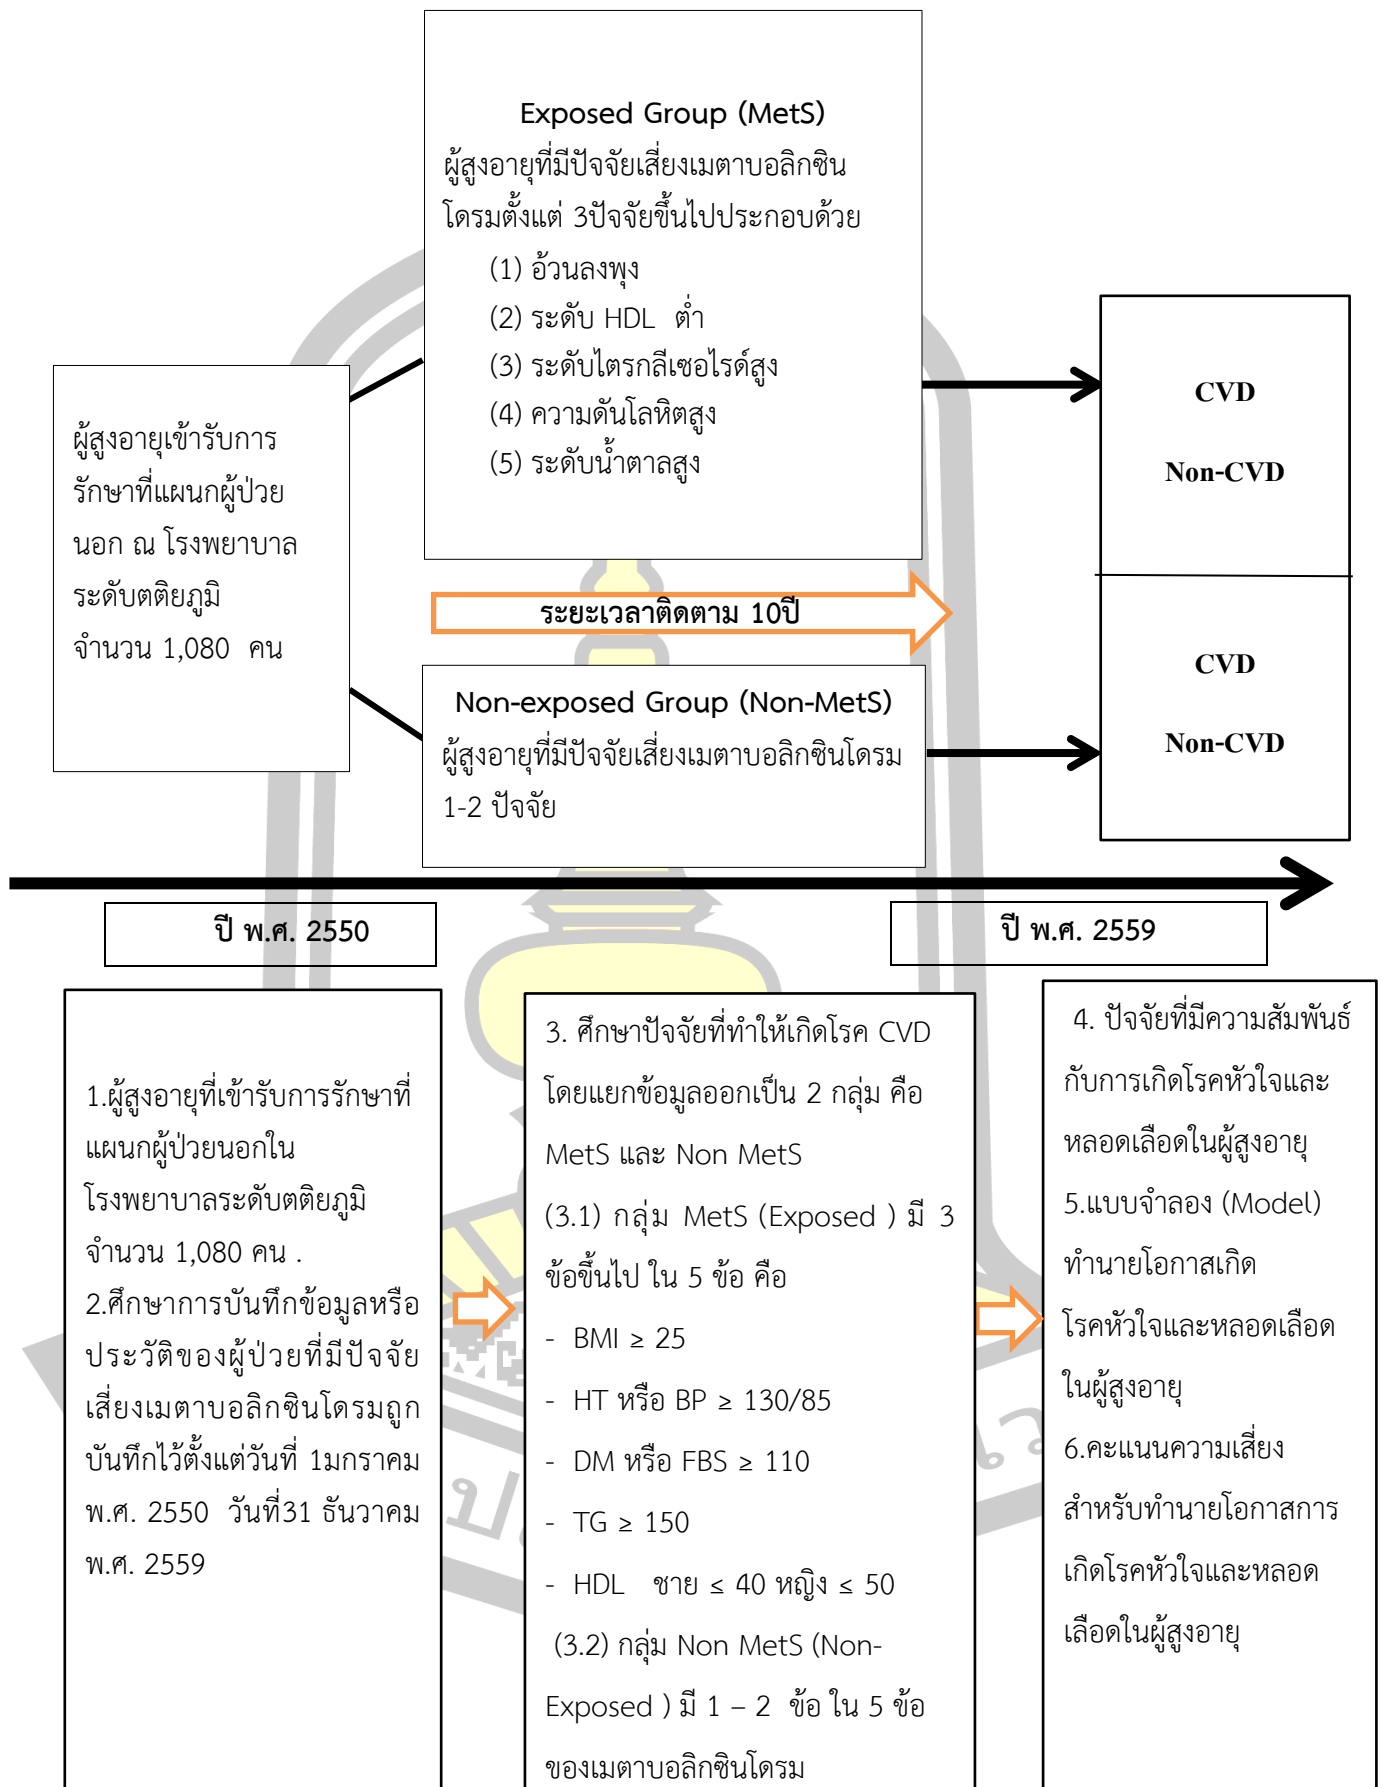 Exposed Group (MetS)
ผู้สูงอายุที่มีปัจจัยเสี่ยงเมตาบอลิกซิน
โดรมตั้งแต่ 3ปัจจัยขึ้นไปประกอบด้วย
(1) อ้วนลงพุง
(2) ระดับ HDL ต่ำ
(3) ระดับไตรกลีเซอไรด์สูง
(4) ความดันโลหิตสูง
(5) ระดับน้ำตาลสูง
ผู้สูงอายุเข้ารับการ
รักษาที่แผนกผู้ป่วย
นอก ณ โรงพยาบาล
ระดับตติยภูมิ
จำนวน 1,080 คน
CVD
Non-CVD
ระยะเวลาติดตาม 10ปี
Non-exposed Group (Non-MetS)
ผู้สูงอายุที่มีปัจจัยเสี่ยงเมตาบอลิกซินโดรม
1-2 ปัจจัย
CVD
Non-CVD
ปี พ.ศ. 2550
ปี พ.ศ. 2559
1.ผู้สูงอายุที่เข้ารับการรักษาที่
แผนกผู้ป่วยนอกใน
โรงพยาบาลระดับตติยภูมิ
จำนวน 1,080 คน .
2.ศึกษาการบันทึกข้อมูลหรือ
ประวัติของผู้ป่วยที่มีปัจจัย
เสี่ยงเมตาบอลิกซินโดรมถูก
บันทึกไว้ตั้งแต่วันที่ 1มกราคม
พ.ศ. 2550 วันที่31 ธันวาคม
พ.ศ. 2559
3. ศึกษาปัจจัยที่ทำให้เกิดโรค CVD
โดยแยกข้อมูลออกเป็น 2 กลุ่ม คือ
MetS และ Non MetS
(3.1) กลุ่ม MetS (Exposed ) มี 3
ข้อขึ้นไป ใน 5 ข้อ คือ
- BMI ≥ 25
- HT หรือ BP ≥ 130/85
- DM หรือ FBS ≥ 110
- TG ≥ 150
- HDL ชาย ≤ 40 หญิง ≤ 50
(3.2) กลุ่ม Non MetS (Non-
Exposed ) มี 1 – 2 ข้อ ใน 5 ข้อ
ของเมตาบอลิกซินโดรม
4. ปัจจัยที่มีความสัมพันธ์
กับการเกิดโรคหัวใจและ
หลอดเลือดในผู้สูงอายุ
5.แบบจำลอง (Model)
ทำนายโอกาสเกิด
โรคหัวใจและหลอดเลือด
ในผู้สูงอายุ
6.คะแนนความเสี่ยง
สำหรับทำนายโอกาสการ
เกิดโรคหัวใจและหลอด
เลือดในผู้สูงอายุ